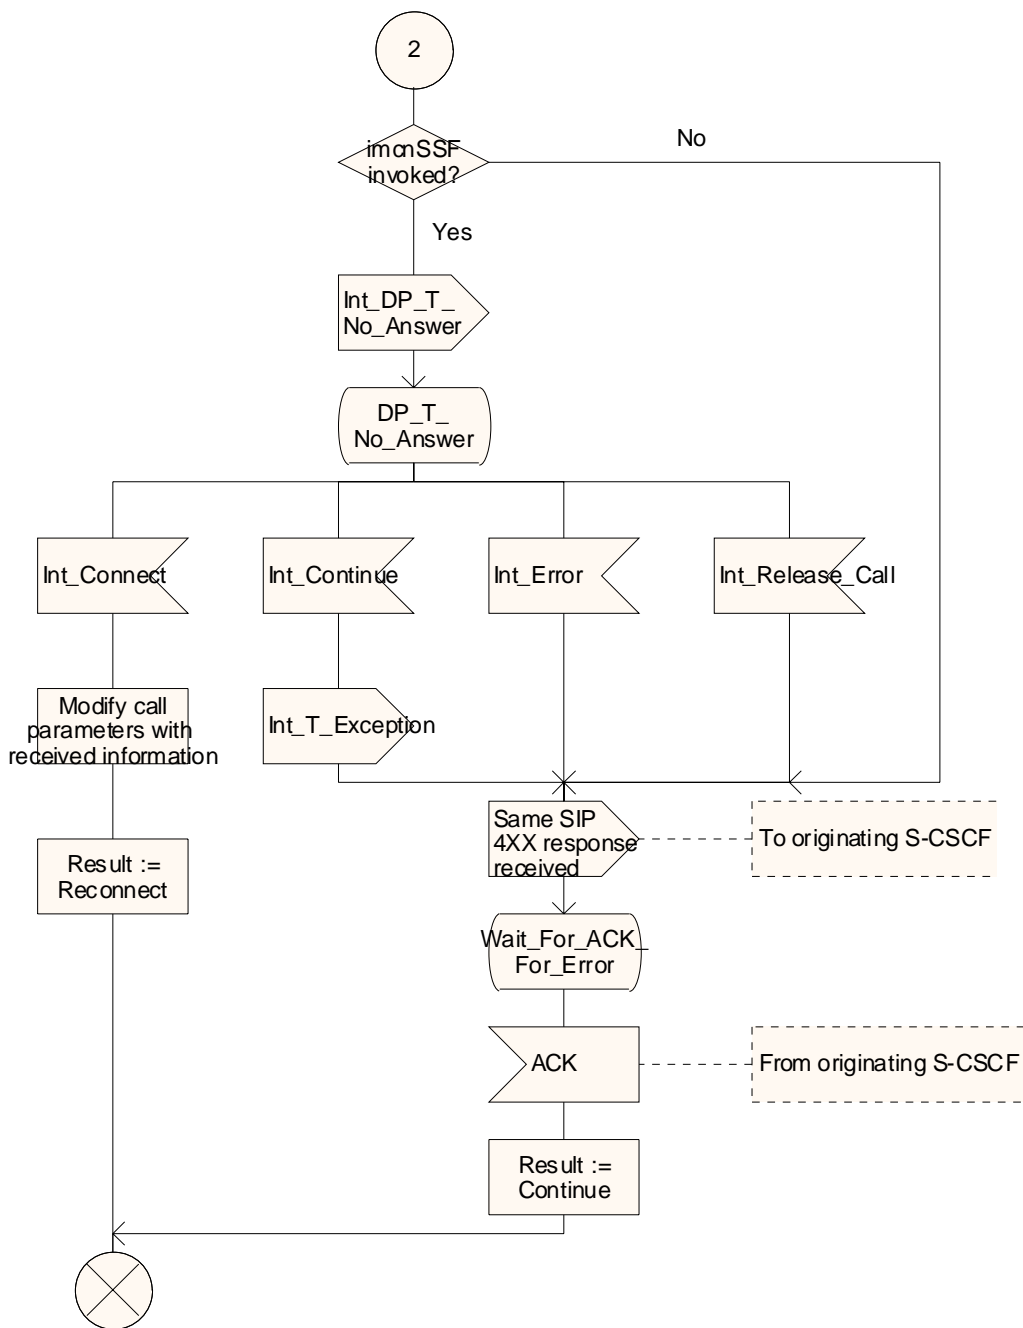 2
imcnSSF
invoked?
No
Yes
Int_DP_T_
No_Answer
DP_T_
No_Answer
Int_Connect
Int_Continue
Int_Error
Int_Release_Call
Modify call
parameters with
received information
Int_T_Exception
Same SIP
4XX response
received
To originating S-CSCF
Result :=
Reconnect
Wait_For_ACK_
For_Error
ACK
From originating S-CSCF
Result :=
Continue